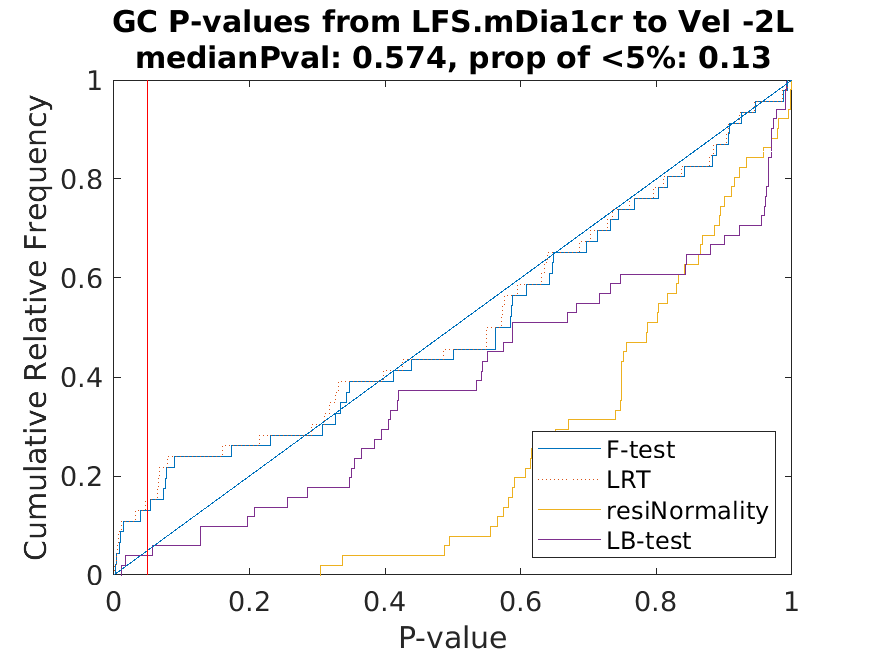 GC P-values from LFS.mDia1cr to Vel -2L
medianPval: 0.574, prop of <5%: 0.13
Cumulative Relative Frequency
1
0.8
0.6
0.4
0.2
0
F-test
LRT
resiNormality
LB-test
0 0.2 0.4 0.6 0.8 1
P-value